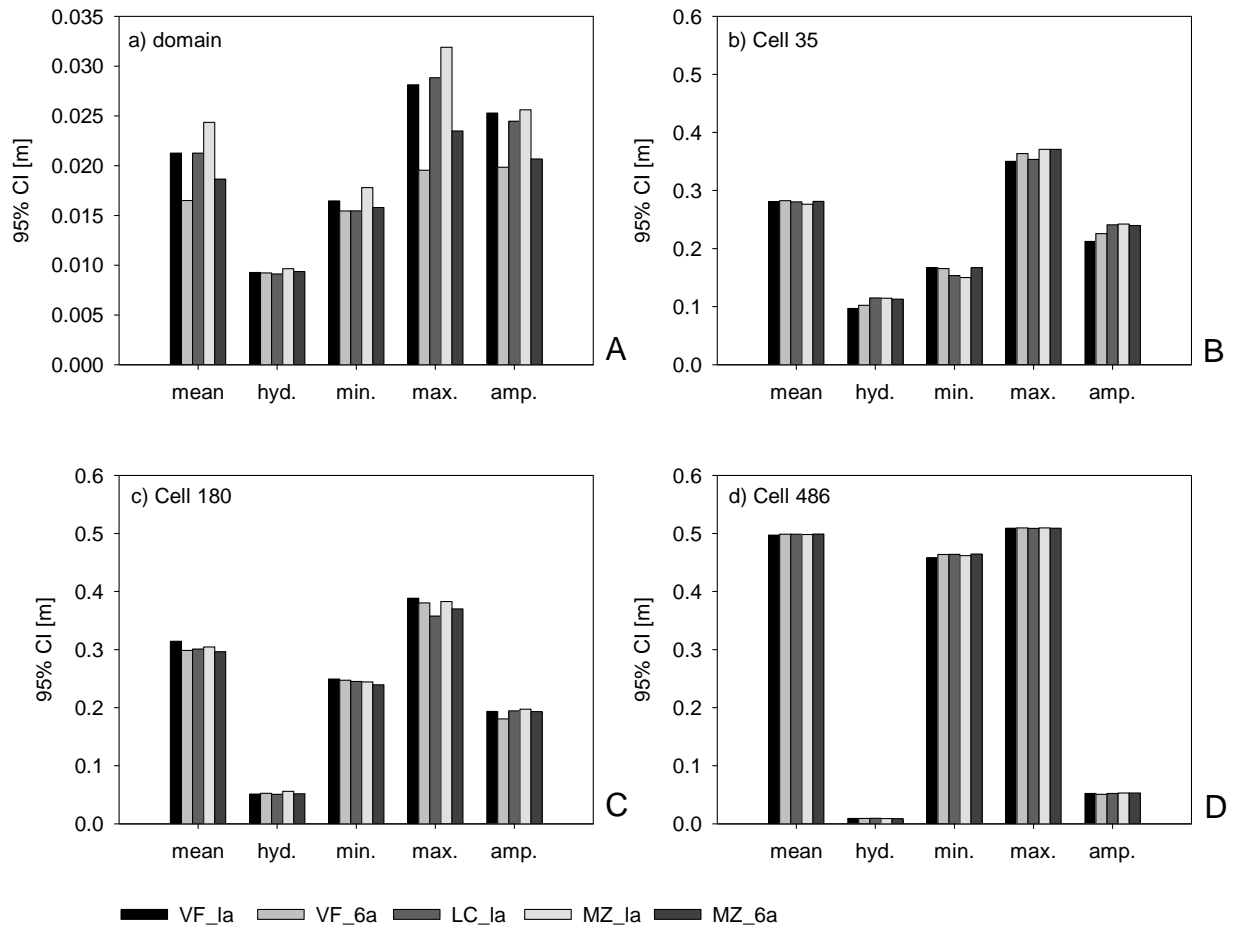 a) domain
95% CI [m]
0.035
0.030
0.025
0.020
0.015
0.010
0.005
0.000
mean hyd. min. max. amp.
A
b) Cell 35
95% CI [m]
0.6
0.5
0.4
0.3
0.2
0.1
0.0
mean hyd. min. max. amp.
B
c) Cell 180
95% CI [m]
0.6
0.5
0.4
0.3
0.2
0.1
0.0
mean hyd. min. max. amp.
C
d) Cell 486
95% CI [m]
0.6
0.5
0.4
0.3
0.2
0.1
0.0
mean hyd. min. max. amp.
D
VF_la VF_6a LC_la MZ_la MZ_6a